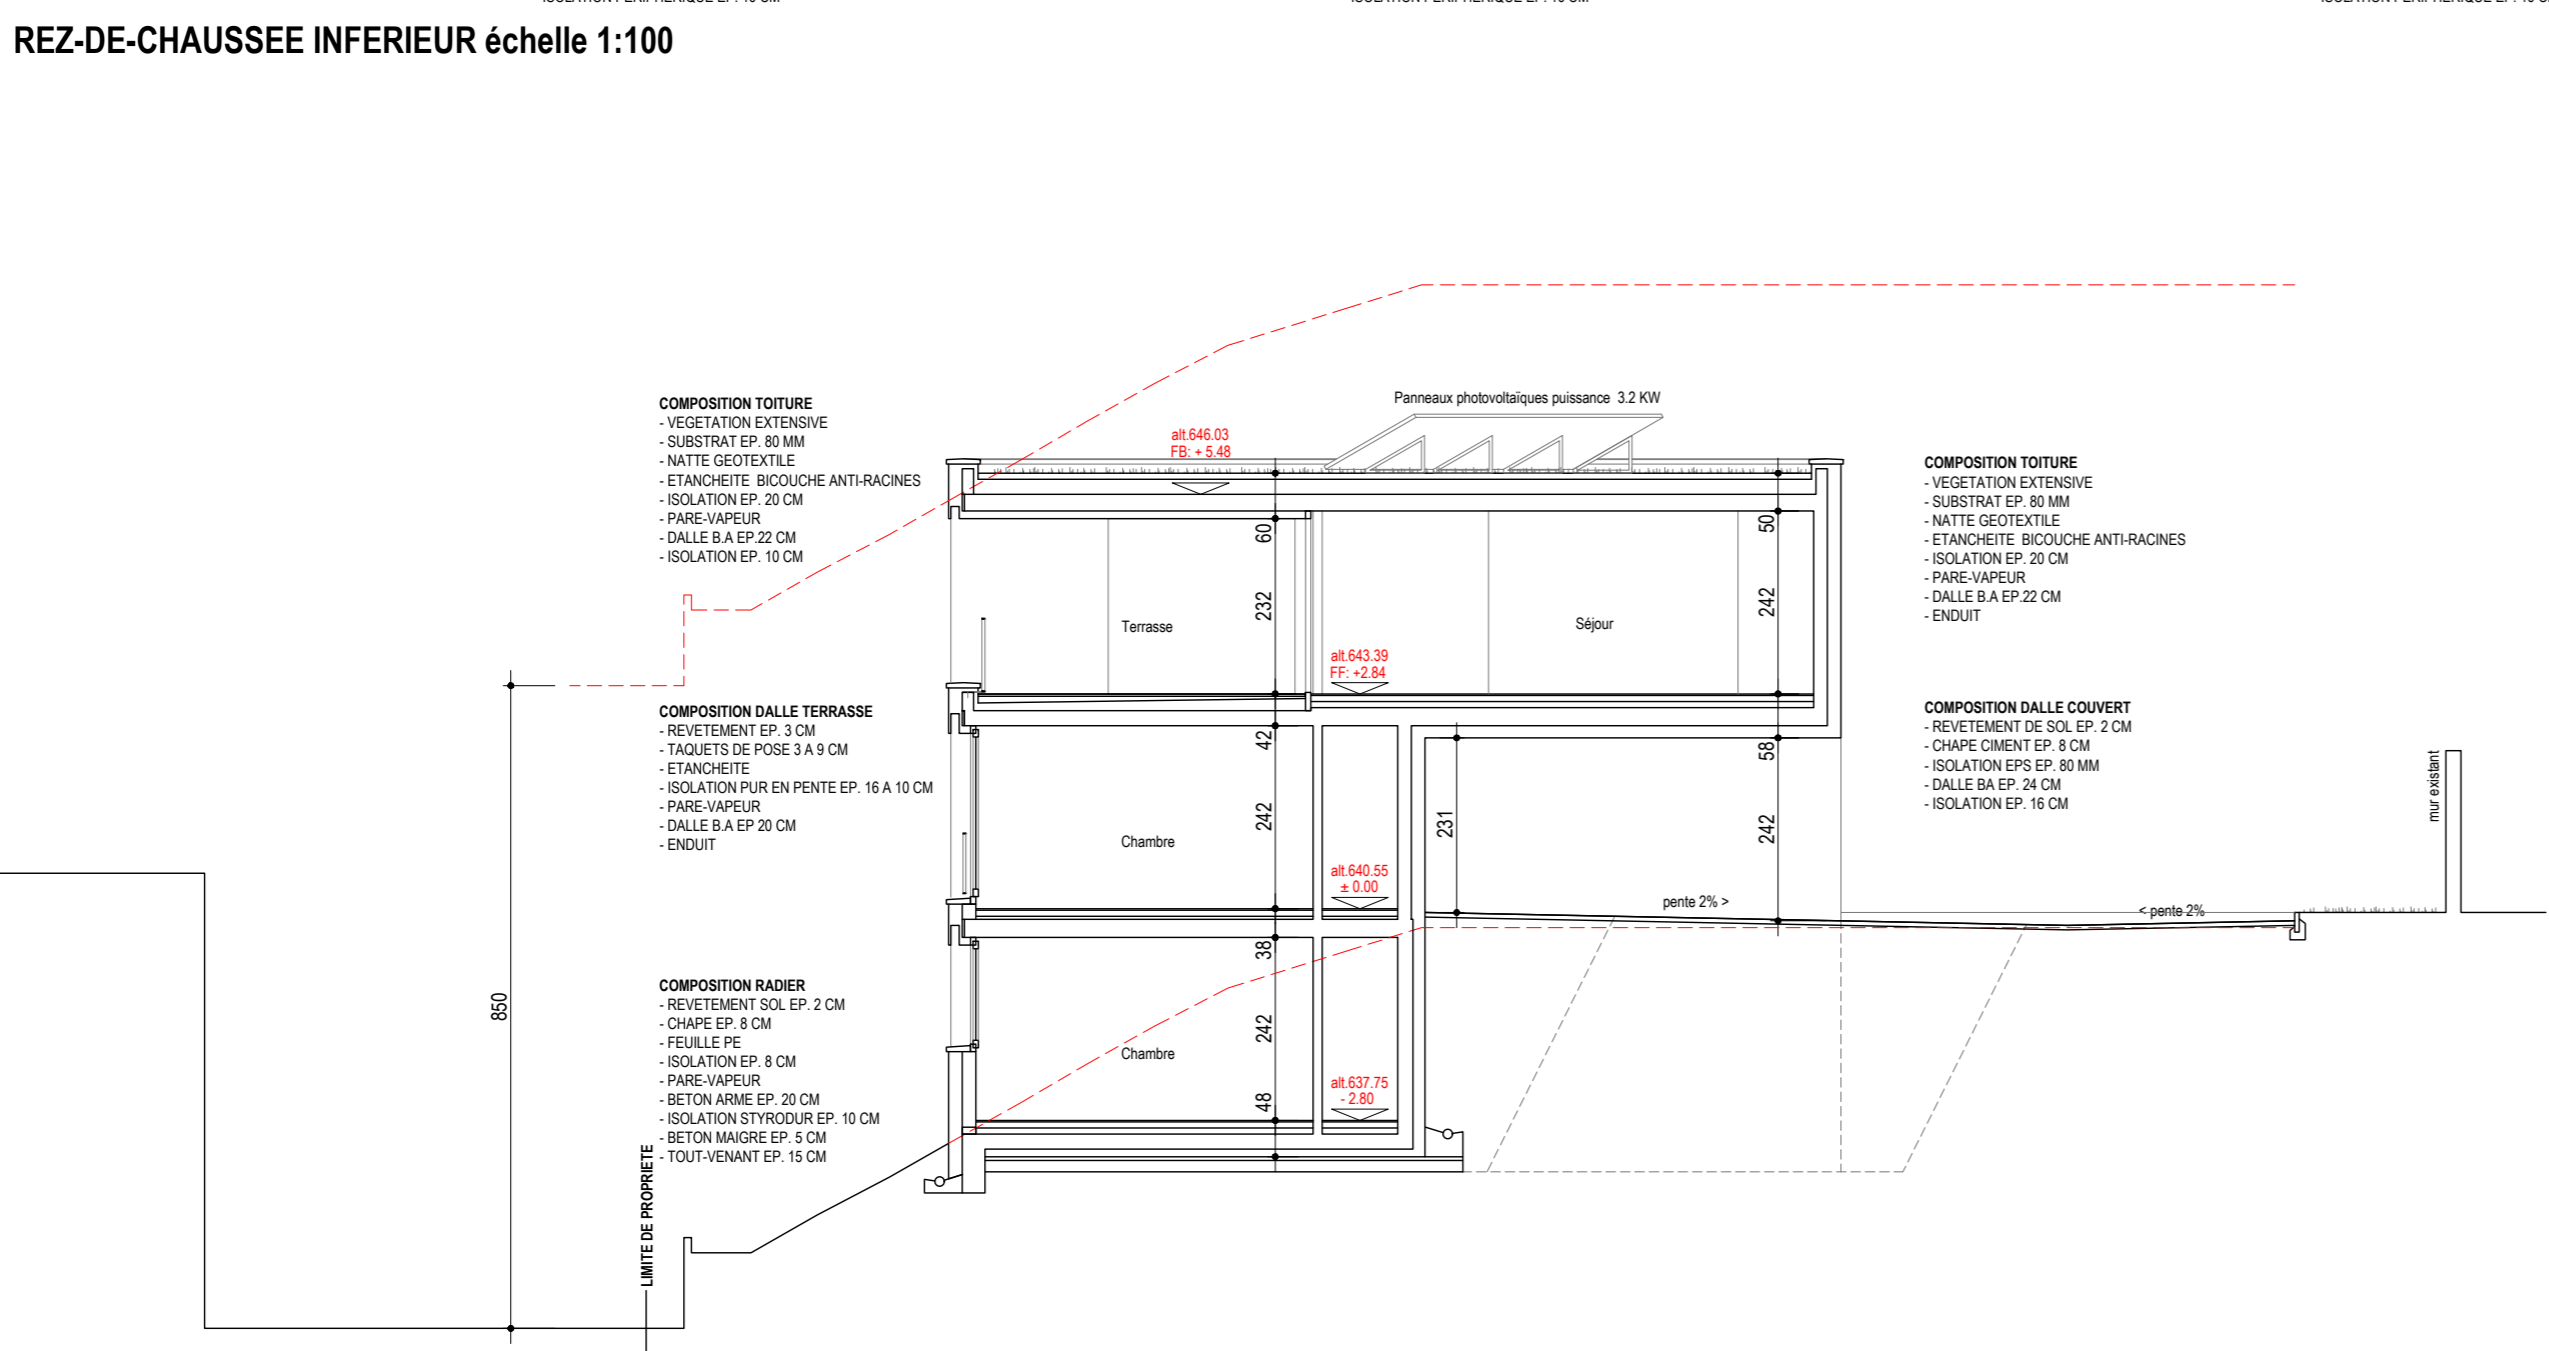 REZ-DE-CHAUSSEE INFERIEUR échelle 1:100
Panneaux photovoltaïques puissance 3.2 KW
COMPOSITION TOITURE
- VEGETATION EXTENSIVE
- SUBSTRAT EP. 80 MM
- NATTE GEOTEXTILE
- ETANCHEITE BICOUCHE ANTI-RACINES
- ISOLATION EP. 20 CM
- PARE-VAPEUR
- DALLE B.A EP.22 CM
- ISOLATION EP. 10 CM
alt.646.03
FB: + 5.48
COMPOSITION TOITURE
- VEGETATION EXTENSIVE
- SUBSTRAT EP. 80 MM
- NATTE GEOTEXTILE
- ETANCHEITE BICOUCHE ANTI-RACINES
- ISOLATION EP. 20 CM
- PARE-VAPEUR
- DALLE B.A EP.22 CM
- ENDUIT
60
50
232
242
Terrasse
Séjour
alt.643.39
FF: +2.84
COMPOSITION DALLE TERRASSE
- REVETEMENT EP. 3 CM
- TAQUETS DE POSE 3 A 9 CM
- ETANCHEITE
- ISOLATION PUR EN PENTE EP. 16 A 10 CM
- PARE-VAPEUR
- DALLE B.A EP 20 CM
- ENDUIT
COMPOSITION DALLE COUVERT
- REVETEMENT DE SOL EP. 2 CM
- CHAPE CIMENT EP. 8 CM
- ISOLATION EPS EP. 80 MM
- DALLE BA EP. 24 CM
- ISOLATION EP. 16 CM
42
58
mur existant
242
231
242
Chambre
alt.640.55
± 0.00
pente 2% >
< pente 2%
38
850
COMPOSITION RADIER
- REVETEMENT SOL EP. 2 CM
- CHAPE EP. 8 CM
- FEUILLE PE
- ISOLATION EP. 8 CM
- PARE-VAPEUR
- BETON ARME EP. 20 CM
- ISOLATION STYRODUR EP. 10 CM
- BETON MAIGRE EP. 5 CM
- TOUT-VENANT EP. 15 CM
242
Chambre
alt.637.75
- 2.80
48
LIMITE DE PROPRIETE